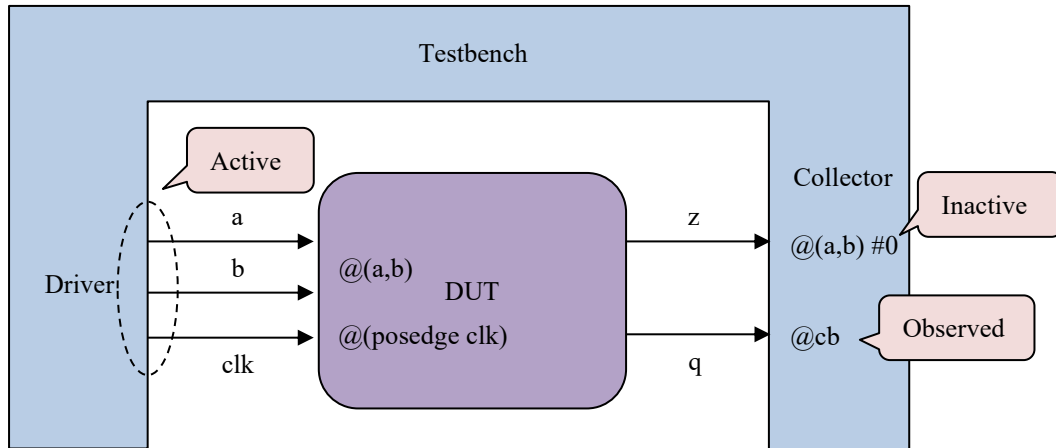 Testbench
Active
Collector
a
z
Inactive
@(a,b) #0
b
@(a,b)
Driver
DUT
@(posedge clk)
@cb
Observed
clk
q